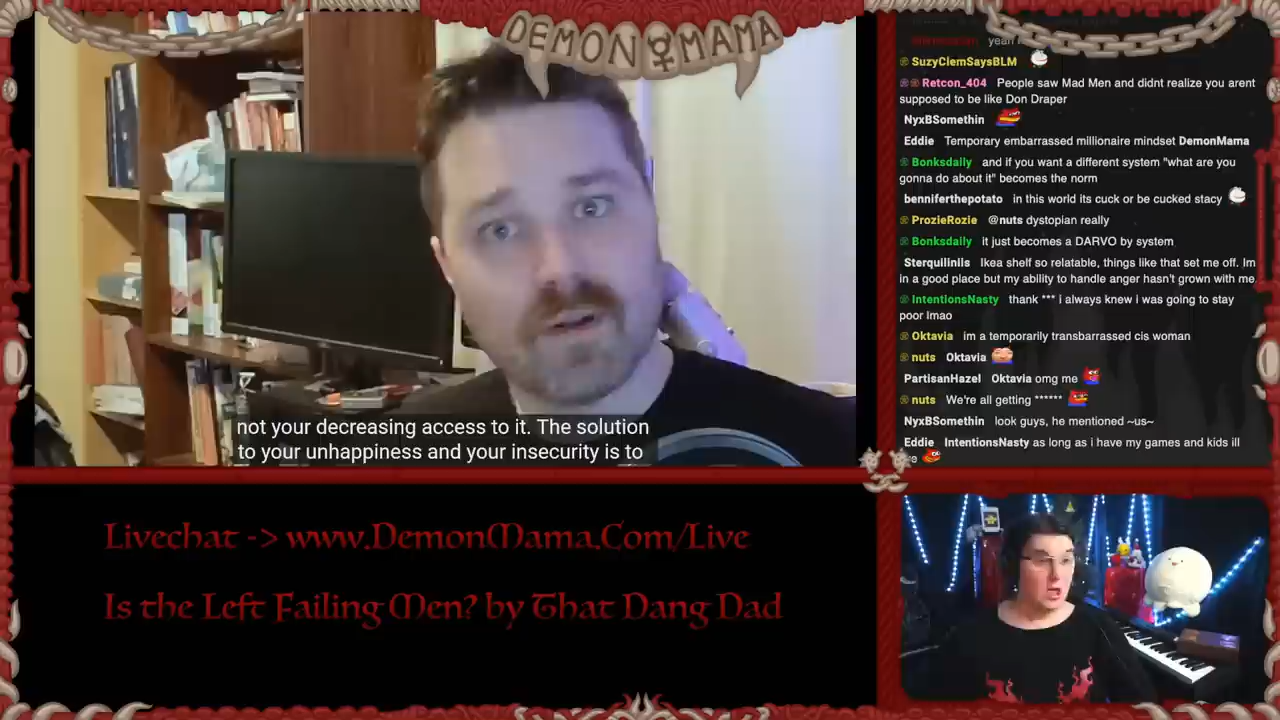 DEMON MAMA
yeah
SuzyClemSaysBLM
Retcon_404 People saw Mad Men and didnt realize you arent
supposed to be like Don Draper
NyxBSomethin
Eddie Temporary embarrassed millionaire mindset DemonMama
Bonksdaily and if you want a different system "what are you
gonna do about it" becomes the norm
benniferthepotato in this world its cuck or be cucked stacy
ProzieRozie @nuts dystopian really
Bonksdaily it just becomes a DARVO by system
Sterquiliniis Ikea shelf so relatable, things like that set me off. Im
in a good place but my ability to handle anger hasn't grown with me
IntentionsNasty thank *** i always knew i was going to stay
poor lmao
Oktavia im a temporarily transbarrassed cis woman
nuts Oktavia
PartisanHazel Oktavia omg me
nuts We're all getting ******
NyxBSomethin look guys, he mentioned ~us~
Eddie IntentionsNasty as long as i have my games and kids ill
not your decreasing access to it. The solution
to your unhappiness and your insecurity is to
Livechat -> www.DemonMama.Com/Live
Is the Left Failing Men? by That Dang Dad